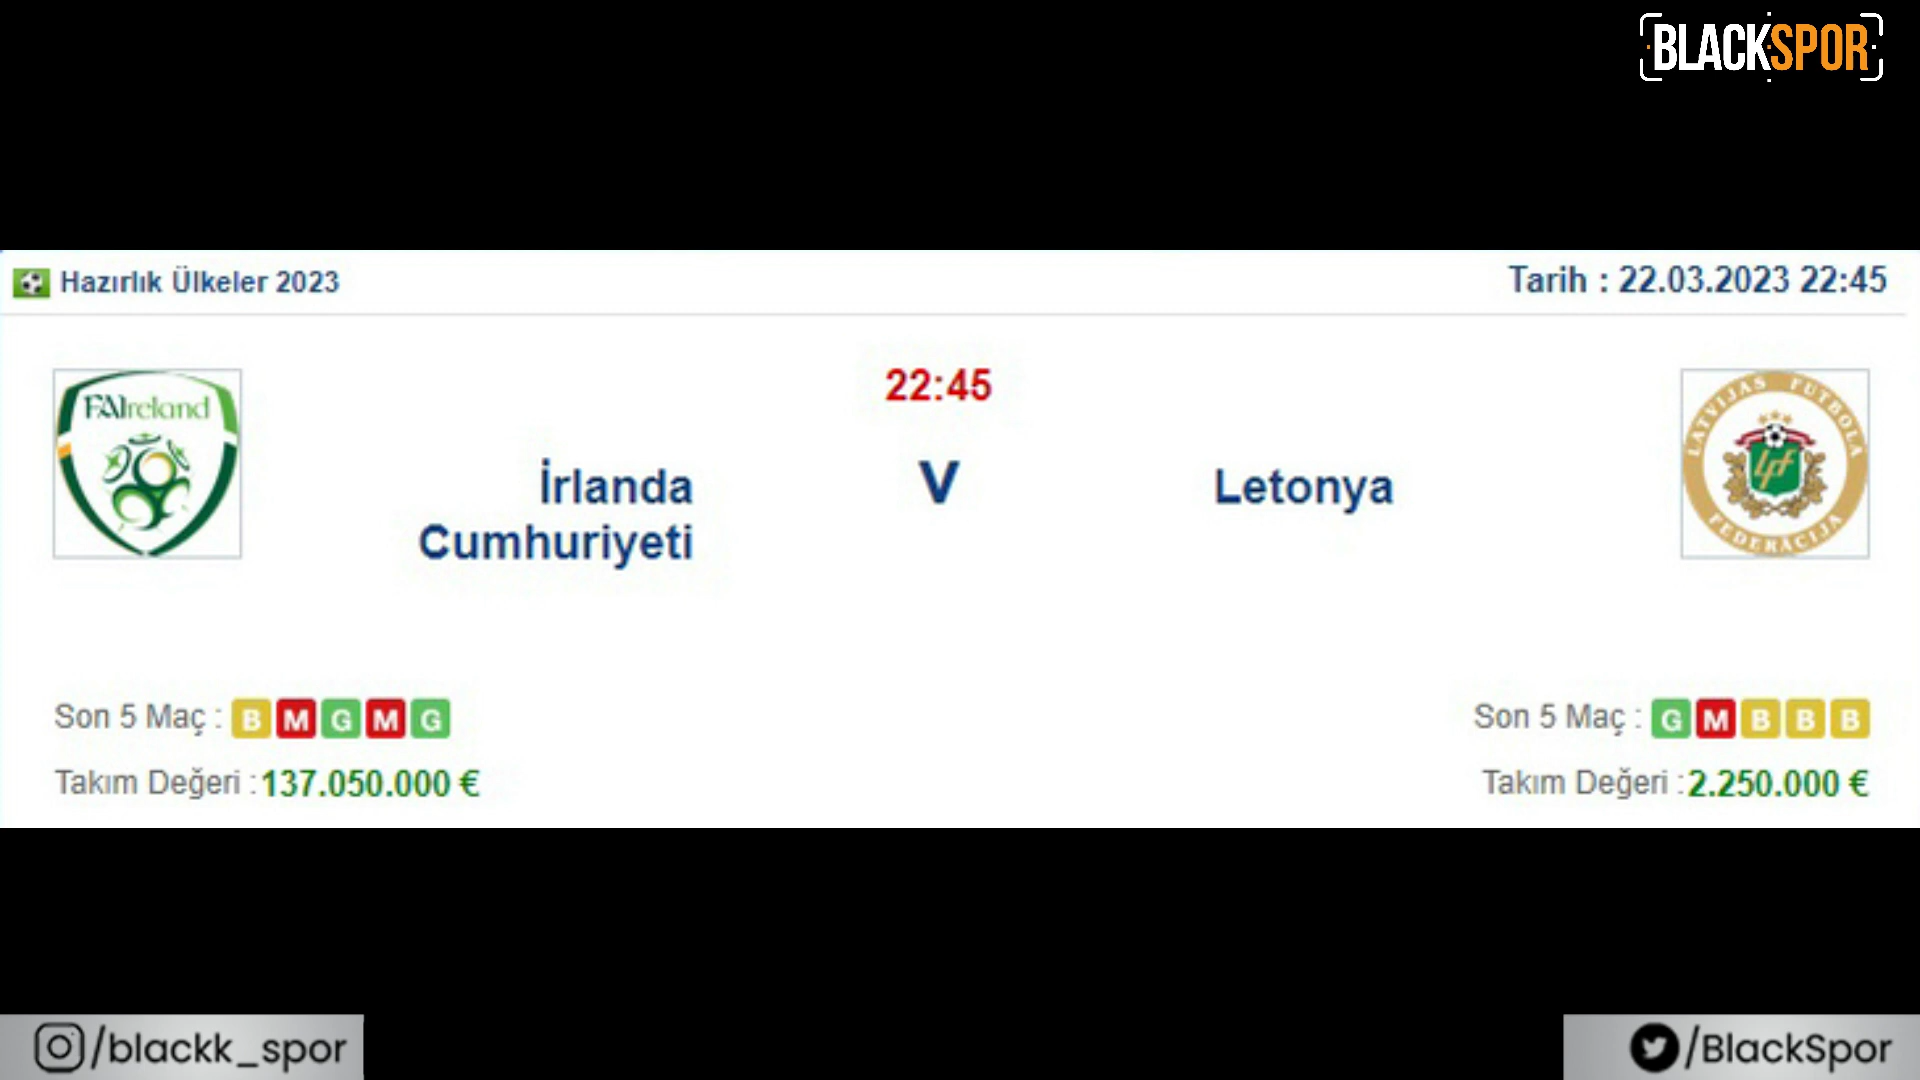 BLACKSPOR
Hazırlık Ülkeler 2023
Tarih : 22.03.2023 22:45
22:45
FAIreland
İrlanda
Cumhuriyeti
V
Letonya
LATVIJAS FUTBOLA
lff
FEDERĀCIJA
Son 5 Maç : B M G M G
Son 5 Maç : G M B B B
Takım Değeri : 137.050.000 €
Takım Değeri : 2.250.000 €
/blackk_spor
/BlackSpor